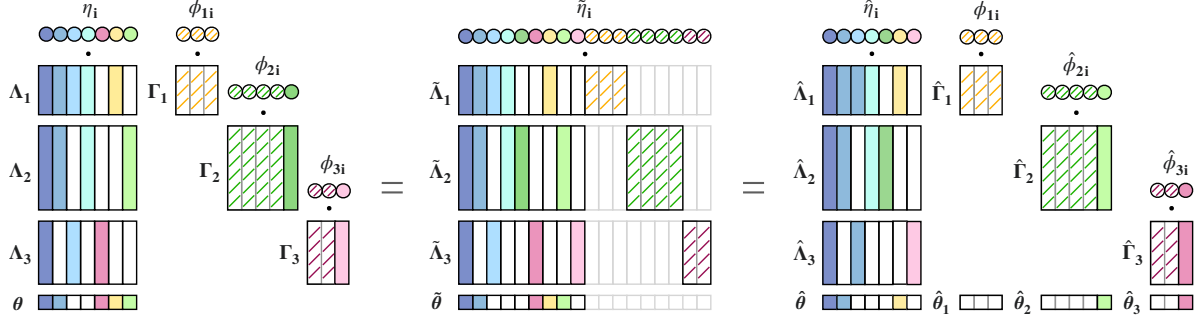 η_i ϕ_1i η̃_i η̂_i ϕ_1i
ϕ_2i ϕ̂_2i
Λ_1 Γ_1 Λ̃_1 Λ̂_1 Γ̂_1
Λ_2 Γ_2 Λ̃_2 Λ̂_2 Γ̂_2
ϕ_3i = = ϕ̂_3i
Λ_3 Γ_3 Λ̃_3 Λ̂_3 Γ̂_3
θ θ̃ θ̂ θ̂_1 θ̂_2 θ̂_3